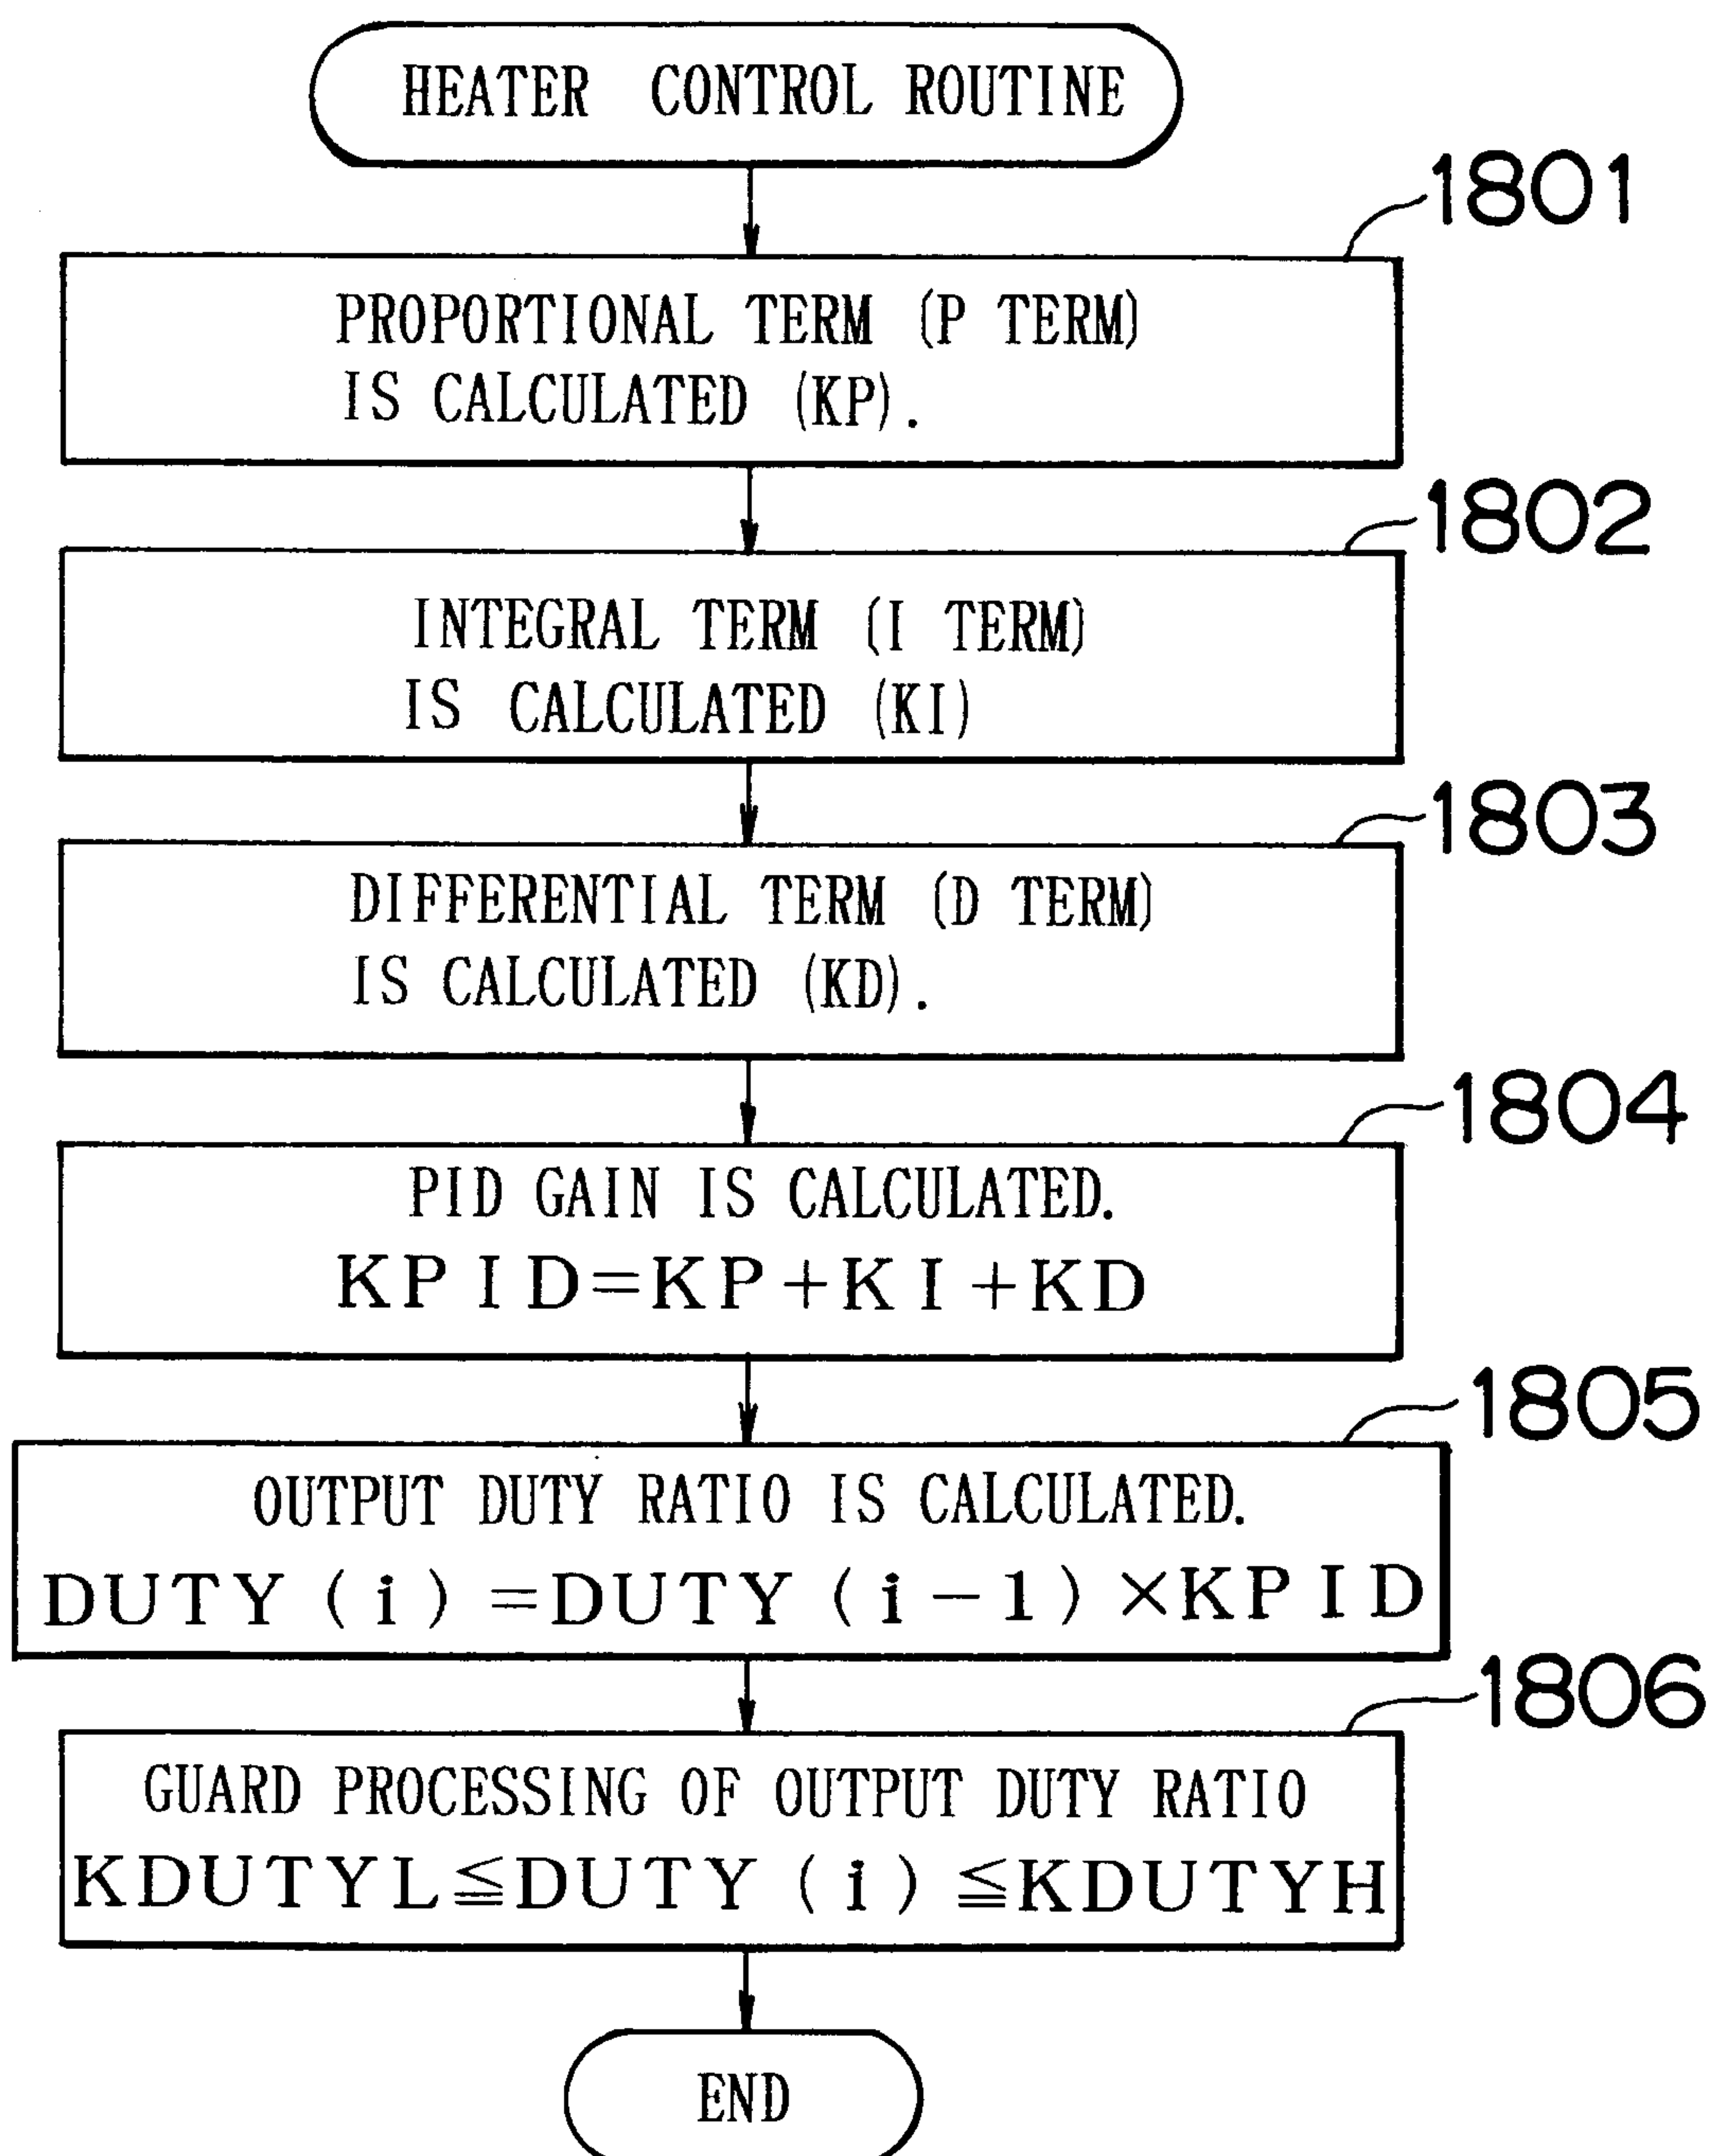 HEATER CONTROL ROUTINE
1801
PROPORTIONAL TERM (P TERM)
IS CALCULATED (KP).
1802
INTEGRAL TERM (I TERM)
IS CALCULATED (KI)
1803
DIFFERENTIAL TERM (D TERM)
IS CALCULATED (KD).
1804
PID GAIN IS CALCULATED.
KPID=KP+KI+KD
1805
OUTPUT DUTY RATIO IS CALCULATED.
DUTY (i) =DUTY (i-1) ×KPID
1806
GUARD PROCESSING OF OUTPUT DUTY RATIO
KDUTYL≦DUTY (i) ≦KDUTYH
END